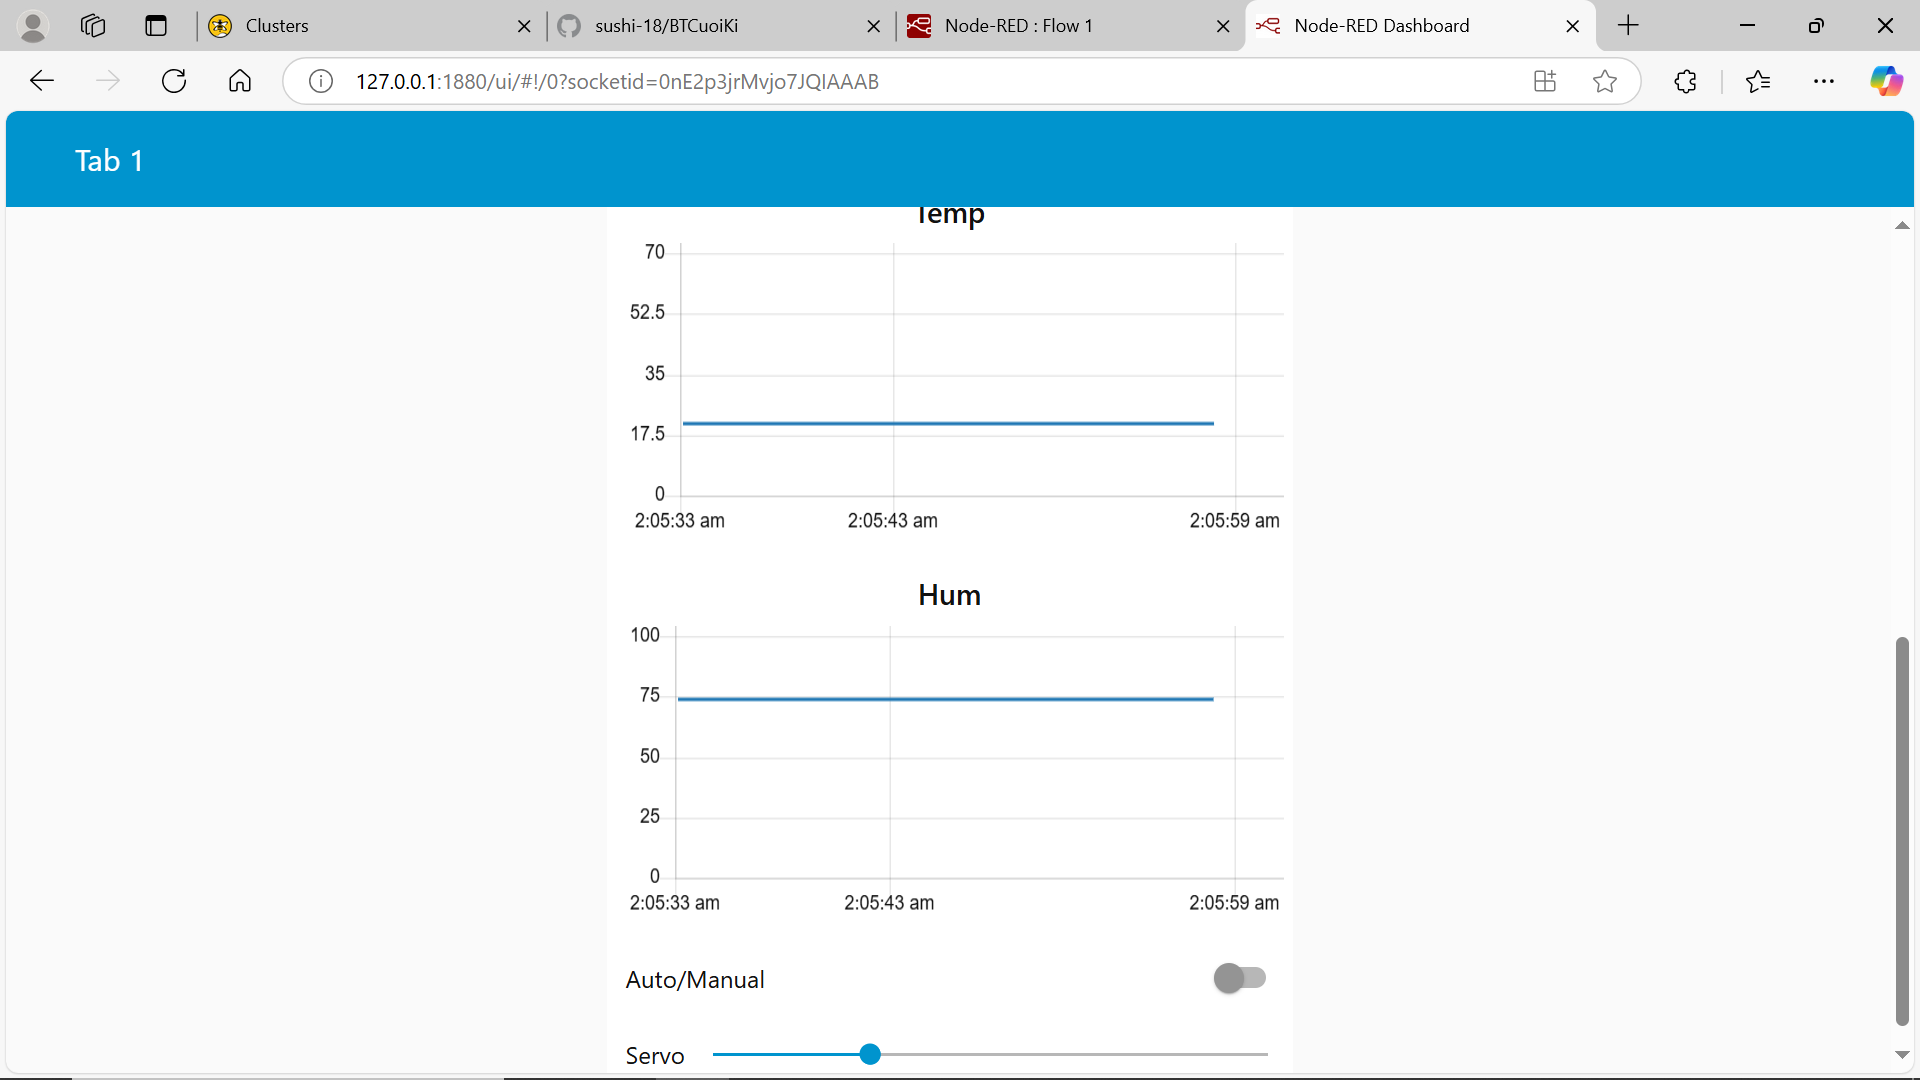 Clusters
sushi-18/BTCuoiKi
Node-RED : Flow 1
Node-RED Dashboard
127.0.0.1:1880/ui/#!/0?socketid=0nE2p3jrMvjo7JQIAAAB
Tab 1
Temp
70
52.5
35
17.5
0
2:05:33 am 2:05:43 am 2:05:59 am
Hum
100
75
50
25
0
2:05:33 am 2:05:43 am 2:05:59 am
Auto/Manual
Servo